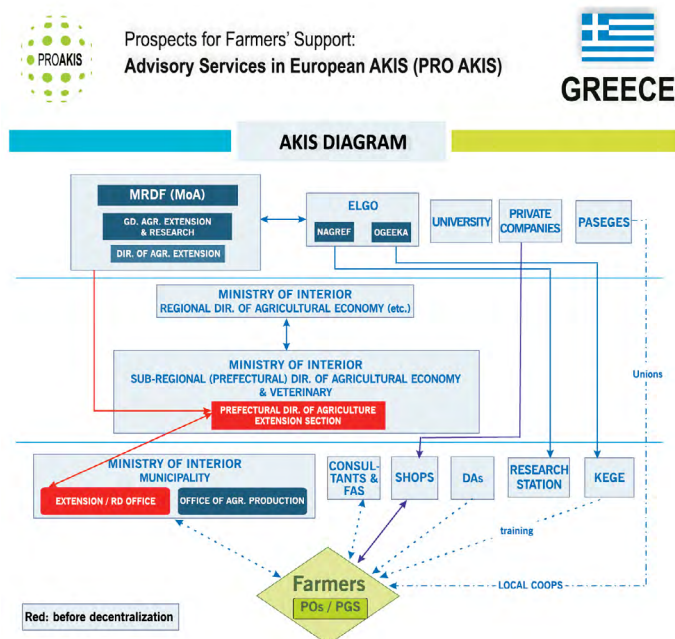 PROAKIS
Prospects for Farmers' Support:
Advisory Services in European AKIS (PRO AKIS)
GREECE
AKIS DIAGRAM
MRDF (MoA)
GD. AGR. EXTENSION
& RESEARCH
DIR. OF AGR. EXTENSION
ELGO
NAGREF
OGEEKA
UNIVERSITY
PRIVATE
COMPANIES
PASEGES
MINISTRY OF INTERIOR
REGIONAL DIR. OF AGRICULTURAL ECONOMY (etc.)
MINISTRY OF INTERIOR
SUB-REGIONAL (PREFECTURAL) DIR. OF AGRICULTURAL ECONOMY
& VETERINARY
PREFECTURAL DIR. OF AGRICULTURE
EXTENSION SECTION
Unions
MINISTRY OF INTERIOR
MUNICIPALITY
EXTENSION / RD OFFICE
OFFICE OF AGR. PRODUCTION
CONSUL-
TANTS &
FAS
SHOPS
DAs
RESEARCH
STATION
KEGE
training
LOCAL COOPS
Farmers
POs / PGS
Red: before decentralization